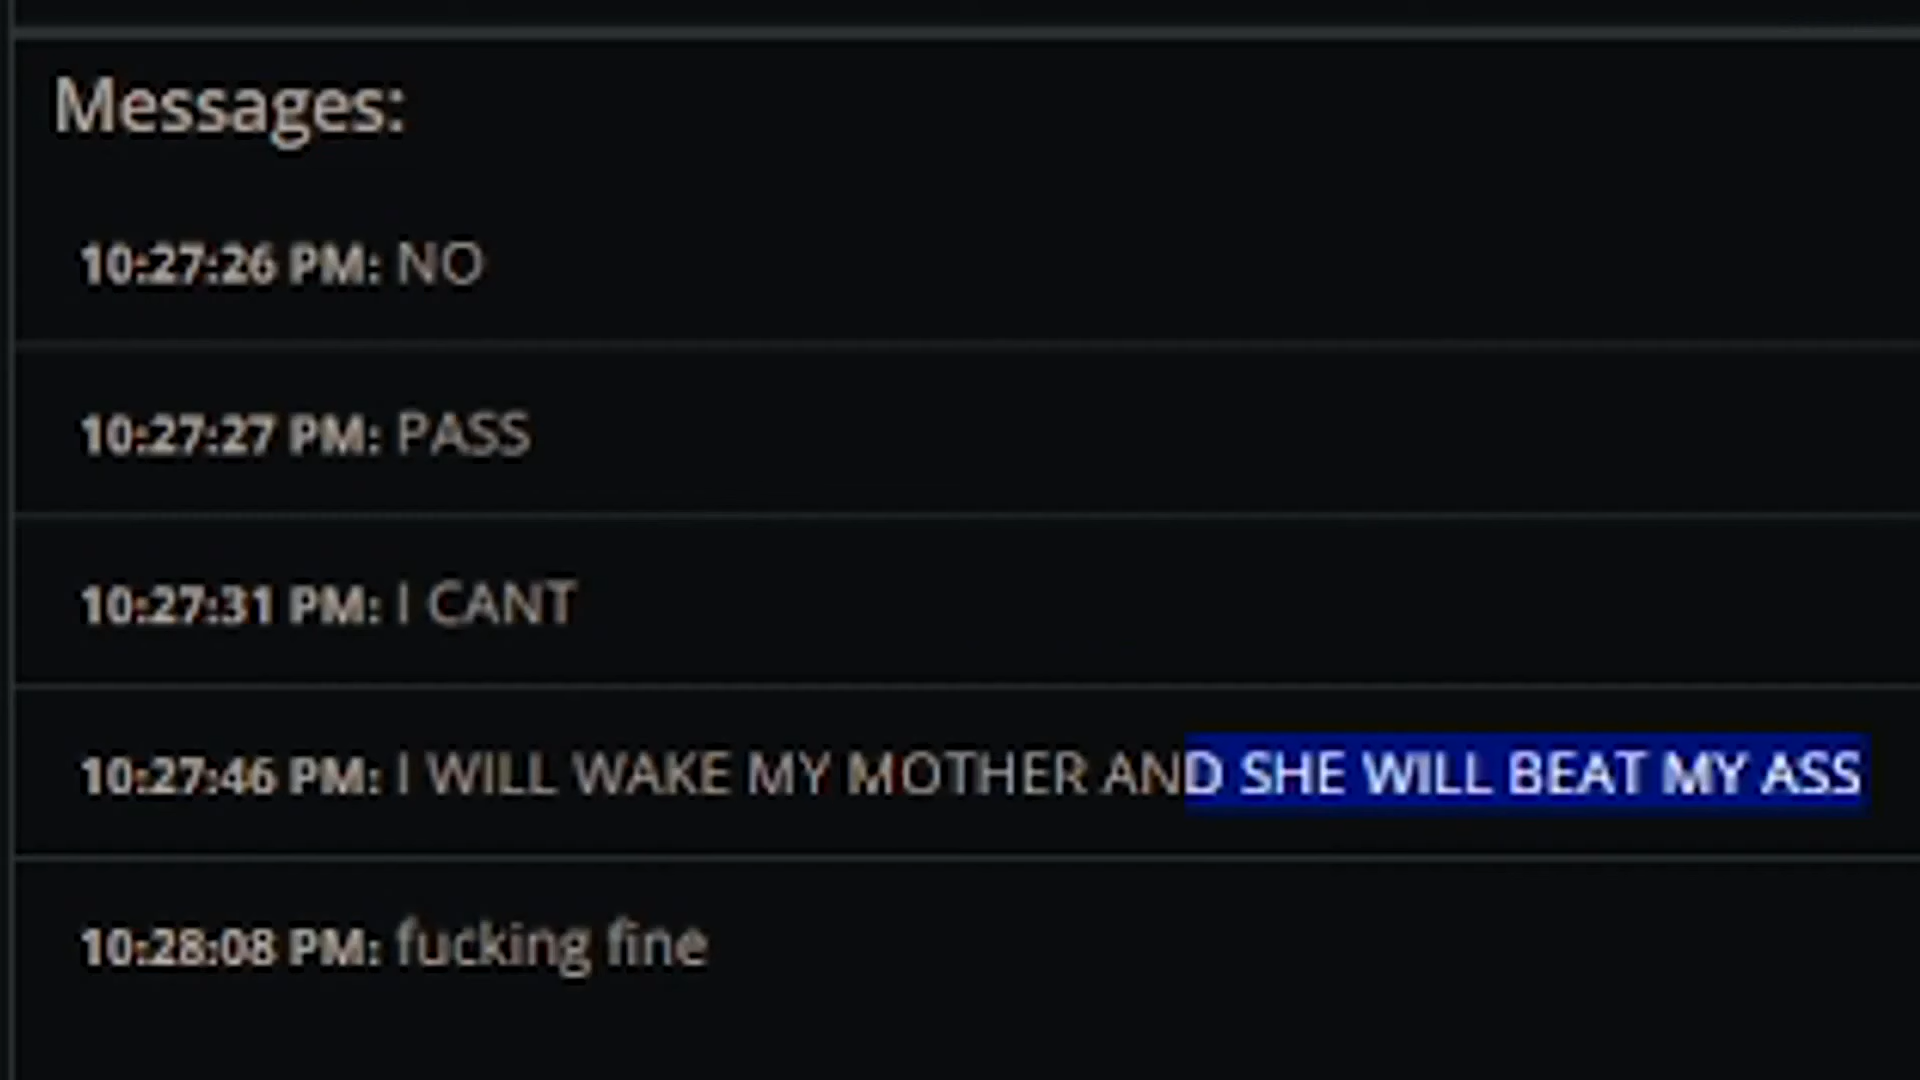 Messages:
10:27:26 PM: NO
10:27:27 PM: PASS
10:27:31 PM: I CANT
10:27:46 PM: I WILL WAKE MY MOTHER AND SHE WILL BEAT MY ASS
10:28:08 PM: fucking fine